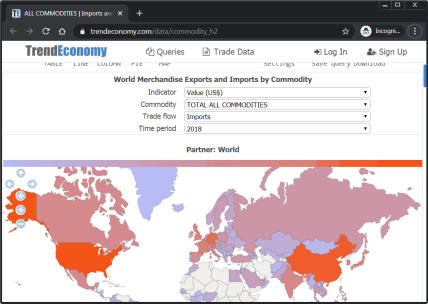 ALL COMMODITIES | Imports an
trendeconomy.com/data/commodity_h2
Incogni...
TrendEconomy
Queries
Trade Data
Log In
Sign Up
TABLE LINE COLUMN PIE MAP
Settings Save Query Download
World Merchandise Exports and Imports by Commodity
Indicator Value (US$)
Commodity TOTAL ALL COMMODITIES
Trade flow Imports
Time period 2018
Partner: World